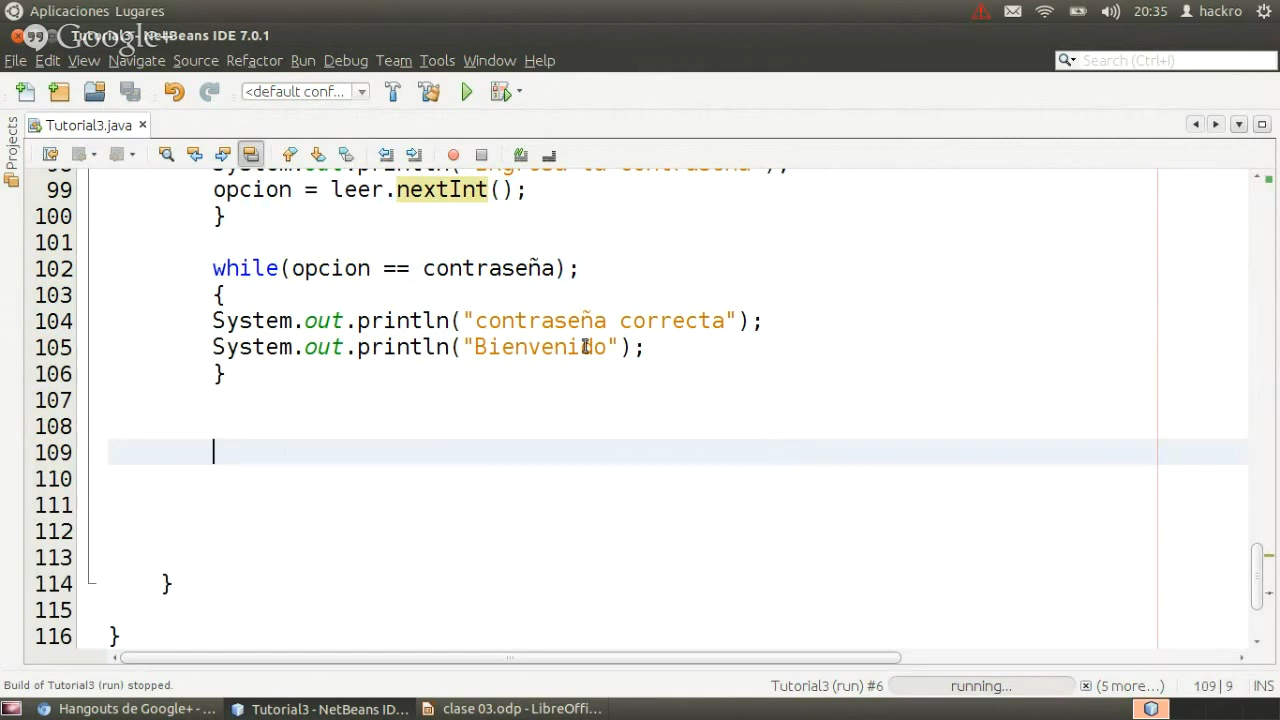 Aplicaciones Lugares
20:35 hackro
Google+
Tutorial3 - NetBeans IDE 7.0.1
File Edit View Navigate Source Refactor Run Debug Team Tools Window Help
Search (Ctrl+I)
<default conf...
Tutorial3.java
Projects
99 opcion = leer.nextInt();
100 }
101
102 while(opcion == contraseña);
103 {
104 System.out.println("contraseña correcta");
105 System.out.println("Bienvenido");
106 }
107
108
109
110
111
112
113
114 }
115
116 }
Build of Tutorial3 (run) stopped.
Tutorial3 (run) #6 running... (5 more...) 109|9 INS
Hangouts de Google+ - ... Tutorial3 - NetBeans ID... clase 03.odp - LibreOffi...